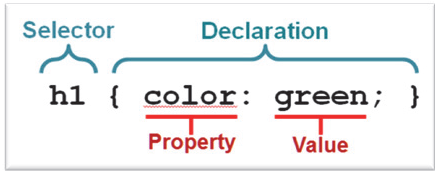 Selector Declaration
h1 { color: green; }
Property Value